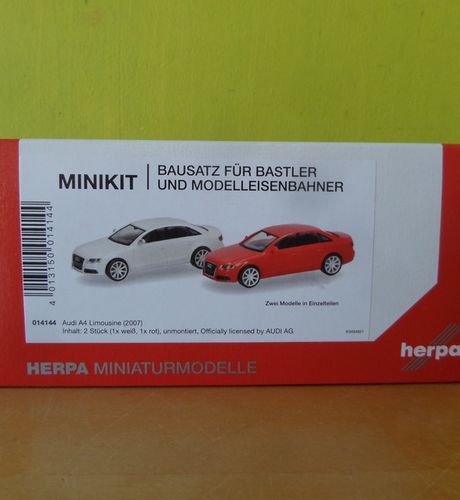 MINIKIT
BAUSATZ FÜR BASTLER
UND MODELLEISENBAHNER
4 013150 014144
Zwei Modelle in Einzelteilen
014144 Audi A4 Limousine (2007)
Inhalt: 2 Stück (1x weiß, 1x rot), unmontiert, Officially licensed by AUDI AG
herpa
HERPA MINIATURMODELLE